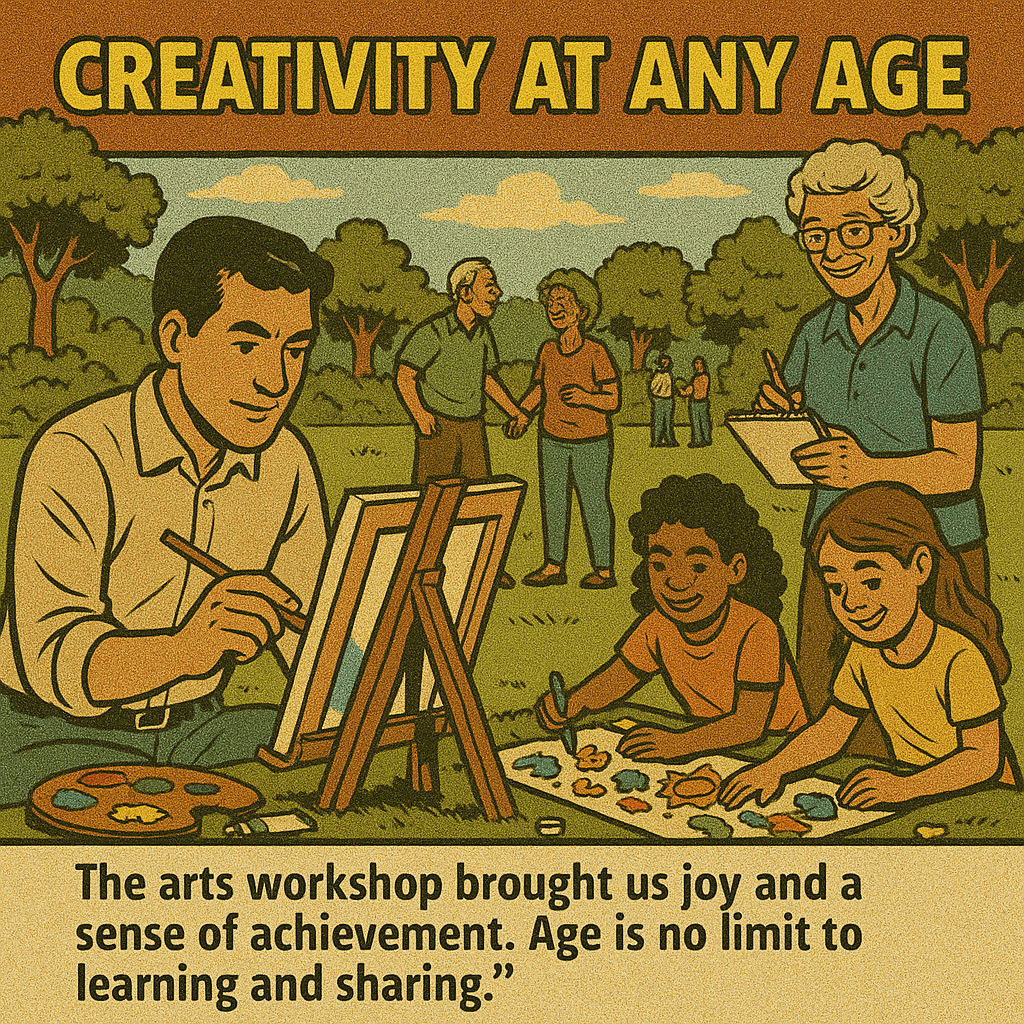 CREATIVITY AT ANY AGE
The arts workshop brought us joy and a
sense of achievement. Age is no limit to
learning and sharing.”